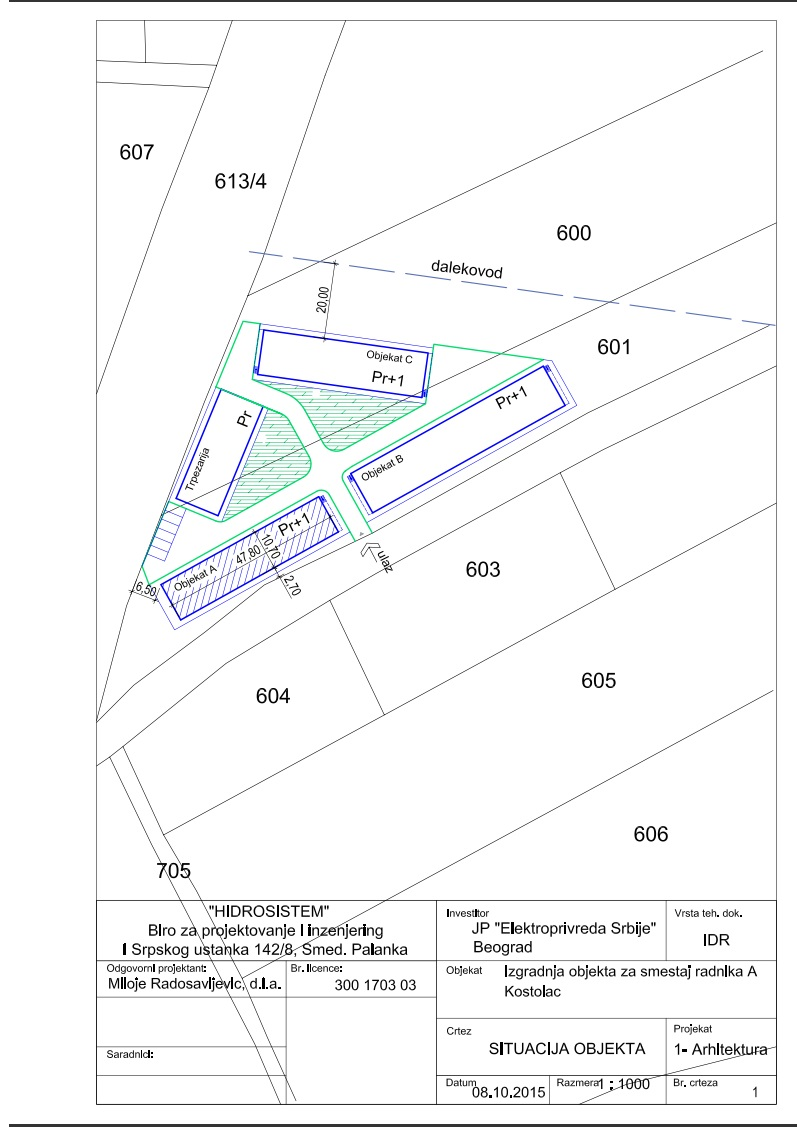 607
613/4
600
dalekovod
20,00
601
Objekat C
Pr+1
Pr+1
Pr
Trpezarija
Objekat B
Pr+1
10,70
47.80
Objekat A
ulaz
6,50
2,70
603
604
605
606
705
"HIDROSISTEM"
BIro za projektovanje I inzenjering
I Srpskog ustanka 142/8, Smed. Palanka
Odgovorni projektant:
Miloje Radosavljevic, d.i.a.
Br. licence:
300 1703 03
Saradnici:
Investitor
JP "Elektroprivreda Srbije"
Beograd
Vrsta teh. dok.
IDR
Objekat
Izgradnja objekta za smestaj radnika A
Kostolac
Crtez
SITUACIJA OBJEKTA
Projekat
1- Arhitektura
Datum
08.10.2015
Razmera
1 : 1000
Br. crteza
1